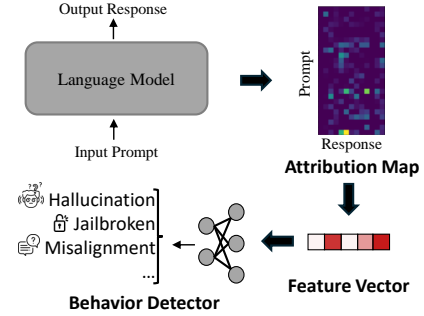 Output Response
Language Model
Input Prompt
Prompt
Response
Attribution Map
Feature Vector
Hallucination
Jailbroken
Misalignment
...
Behavior Detector